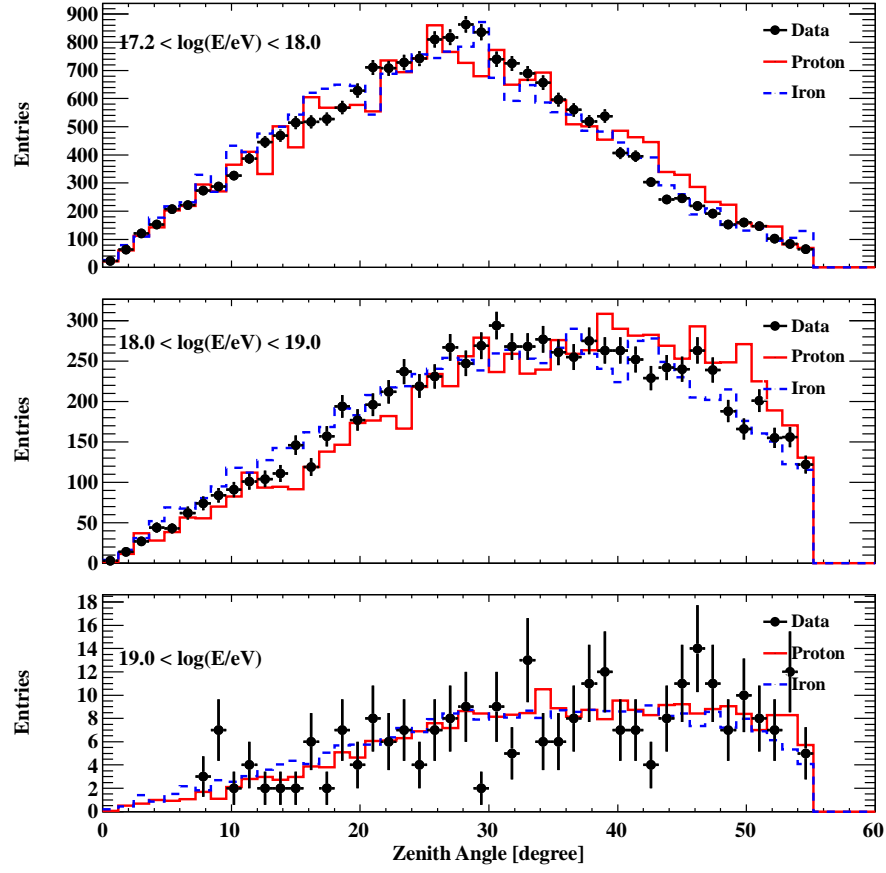 900
800
700
600
500
400
300
200
100
0
Entries
17.2 < log(E/eV) < 18.0
Data
Proton
Iron
300
250
200
150
100
50
0
Entries
18.0 < log(E/eV) < 19.0
Data
Proton
Iron
18
16
14
12
10
8
6
4
2
0
Entries
19.0 < log(E/eV)
Data
Proton
Iron
0 10 20 30 40 50 60
Zenith Angle [degree]